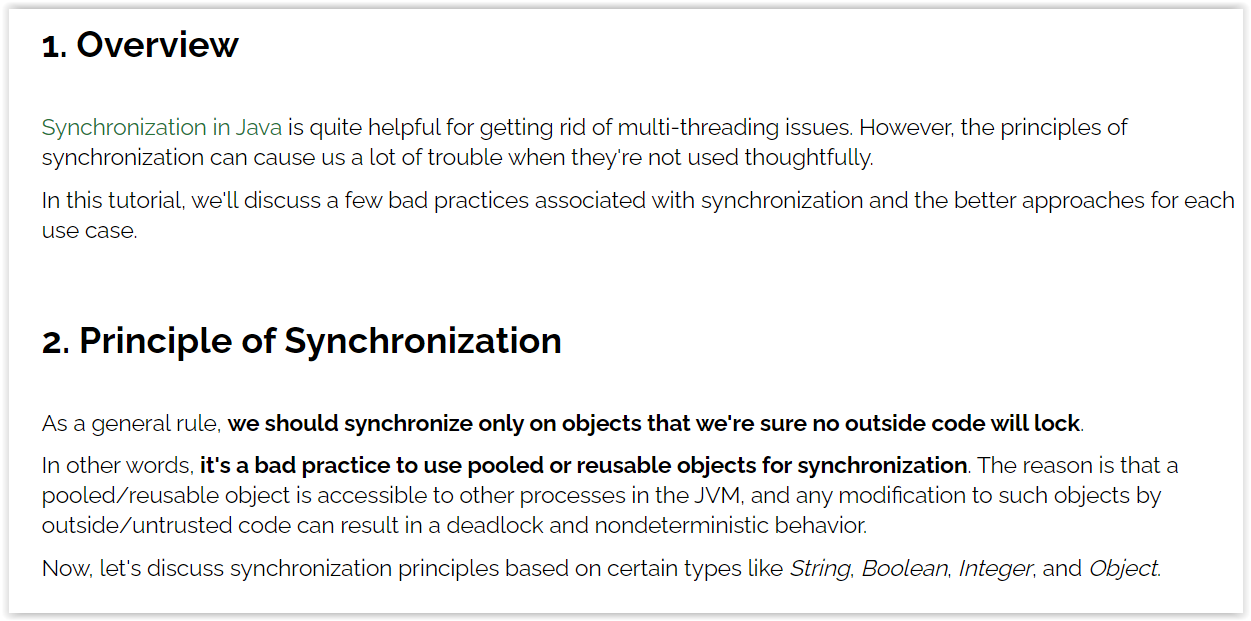 1. Overview
Synchronization in Java is quite helpful for getting rid of multi-threading issues. However, the principles of
synchronization can cause us a lot of trouble when they're not used thoughtfully.
In this tutorial, we'll discuss a few bad practices associated with synchronization and the better approaches for each
use case.
2. Principle of Synchronization
As a general rule, we should synchronize only on objects that we're sure no outside code will lock.
In other words, it's a bad practice to use pooled or reusable objects for synchronization. The reason is that a
pooled/reusable object is accessible to other processes in the JVM, and any modification to such objects by
outside/untrusted code can result in a deadlock and nondeterministic behavior.
Now, let's discuss synchronization principles based on certain types like String, Boolean, Integer, and Object.